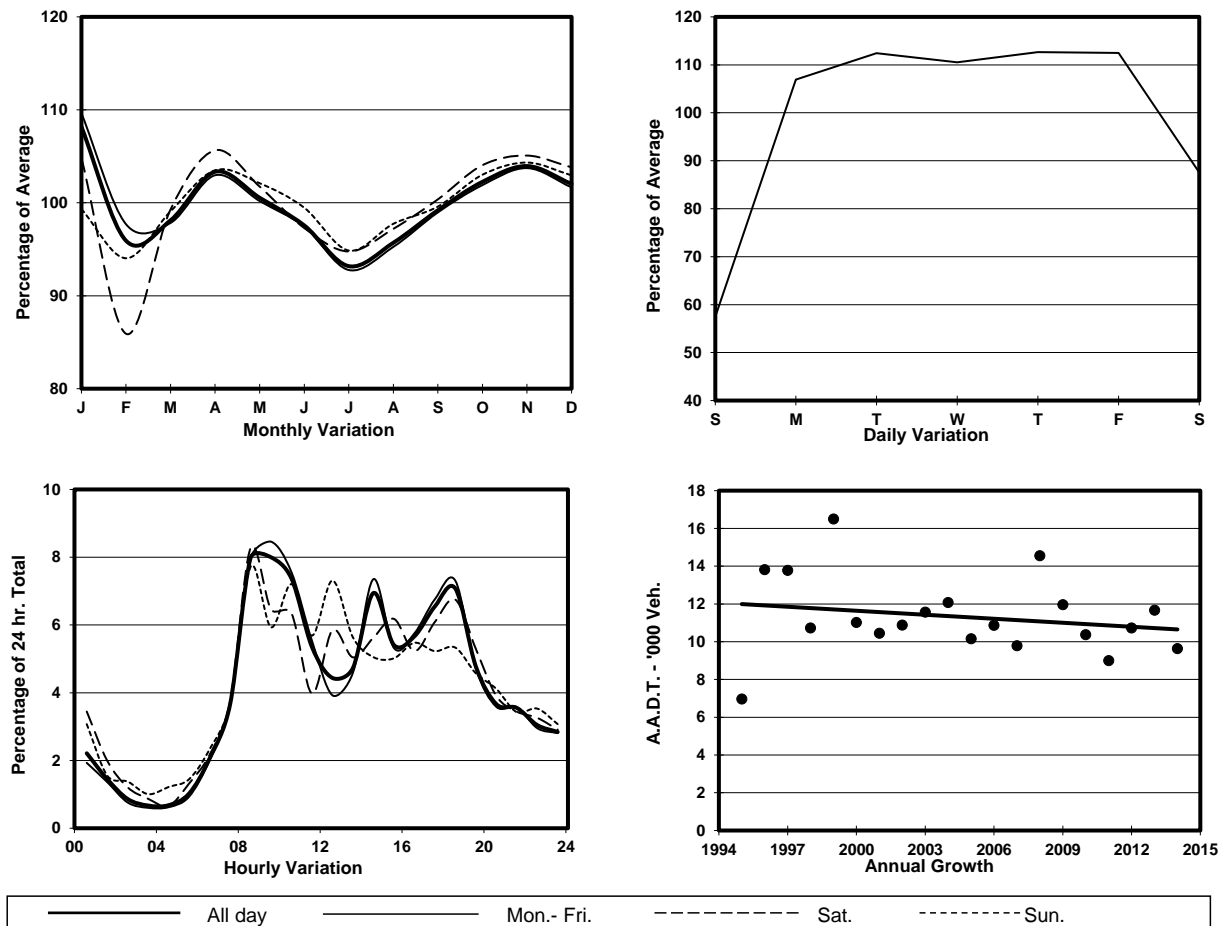 Percentage of Average
120
110
100
90
80
J F M A M J J A S O N D
Monthly Variation
Percentage of Average
120
110
100
90
80
70
60
50
40
S M T W T F S
Daily Variation
Percentage of 24 hr. Total
10
8
6
4
2
0
00 04 08 12 16 20 24
Hourly Variation
A.A.D.T. - '000 Veh.
18
16
14
12
10
8
6
4
2
0
1994 1997 2000 2003 2006 2009 2012 2015
Annual Growth
All day Mon.- Fri. Sat. Sun.